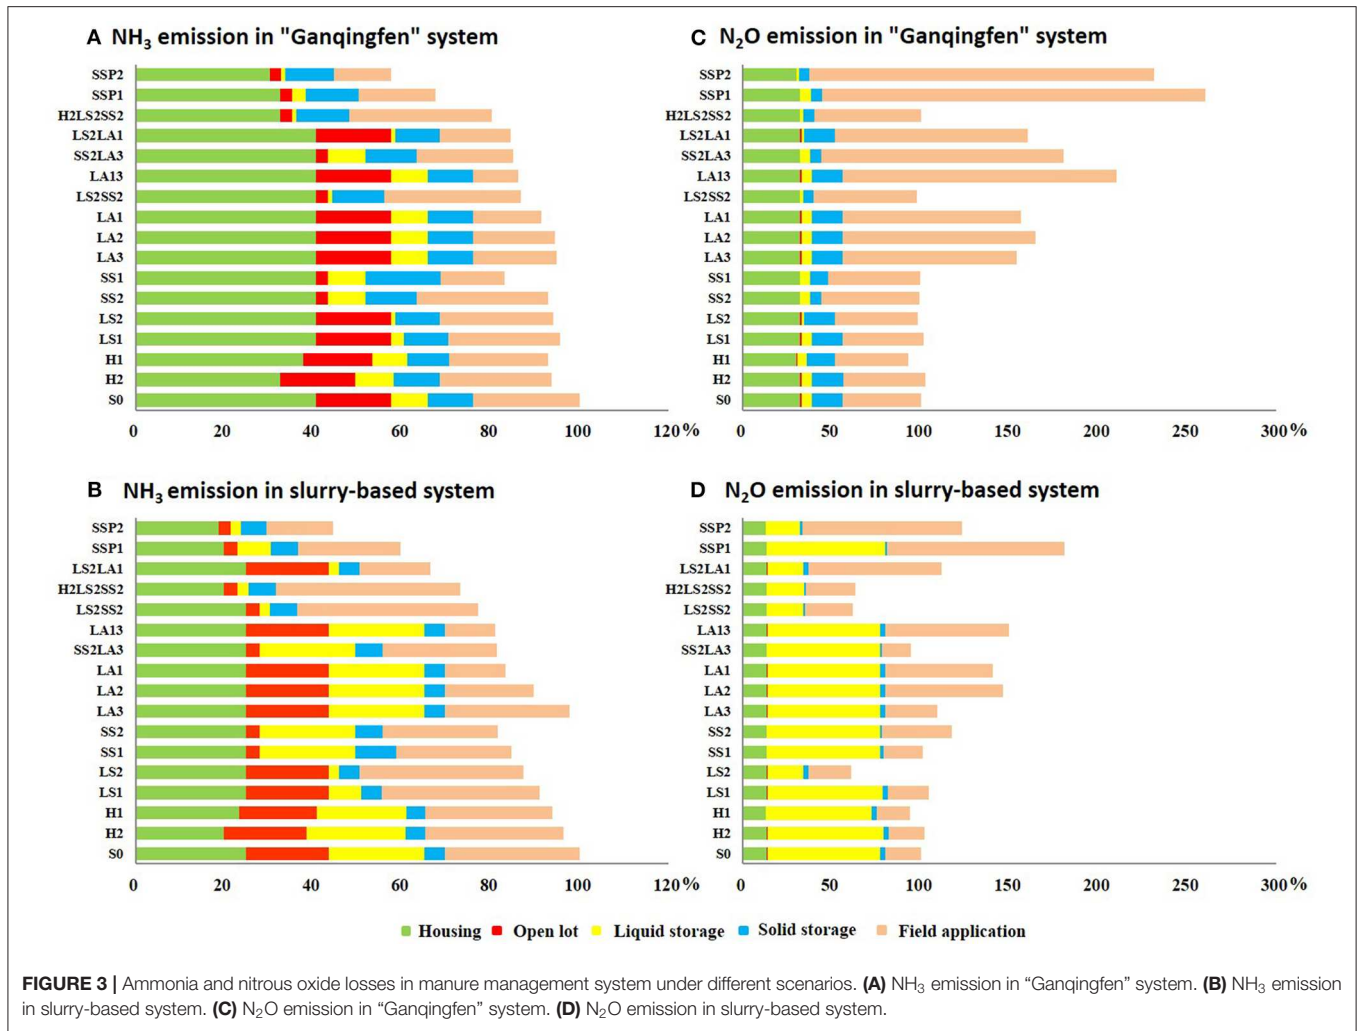 A NH₃ emission in "Ganqingfen" system
SSP2
SSP1
H2LS2SS2
LS2LA1
SS2LA3
LA13
LS2SS2
LA1
LA2
LA3
SS1
SS2
LS2
LS1
H1
H2
S0
0 20 40 60 80 100 120%
C N₂O emission in "Ganqingfen" system
SSP2
SSP1
H2LS2SS2
LS2LA1
SS2LA3
LA13
LS2SS2
LA1
LA2
LA3
SS1
SS2
LS2
LS1
H1
H2
S0
0 50 100 150 200 250 300%
B NH₃ emission in slurry-based system
SSP2
SSP1
LS2LA1
H2LS2SS2
LS2SS2
LA13
SS2LA3
LA1
LA2
LA3
SS2
SS1
LS2
LS1
H1
H2
S0
0 20 40 60 80 100 120%
D N₂O emission in slurry-based system
SSP2
SSP1
LS2LA1
H2LS2SS2
LS2SS2
LA13
SS2LA3
LA1
LA2
LA3
SS2
SS1
LS2
LS1
H1
H2
S0
0 50 100 150 200 250 300%
Housing Open lot Liquid storage Solid storage Field application
FIGURE 3 | Ammonia and nitrous oxide losses in manure management system under different scenarios. (A) NH₃ emission in “Ganqingfen” system. (B) NH₃ emission
in slurry-based system. (C) N₂O emission in “Ganqingfen” system. (D) N₂O emission in slurry-based system.